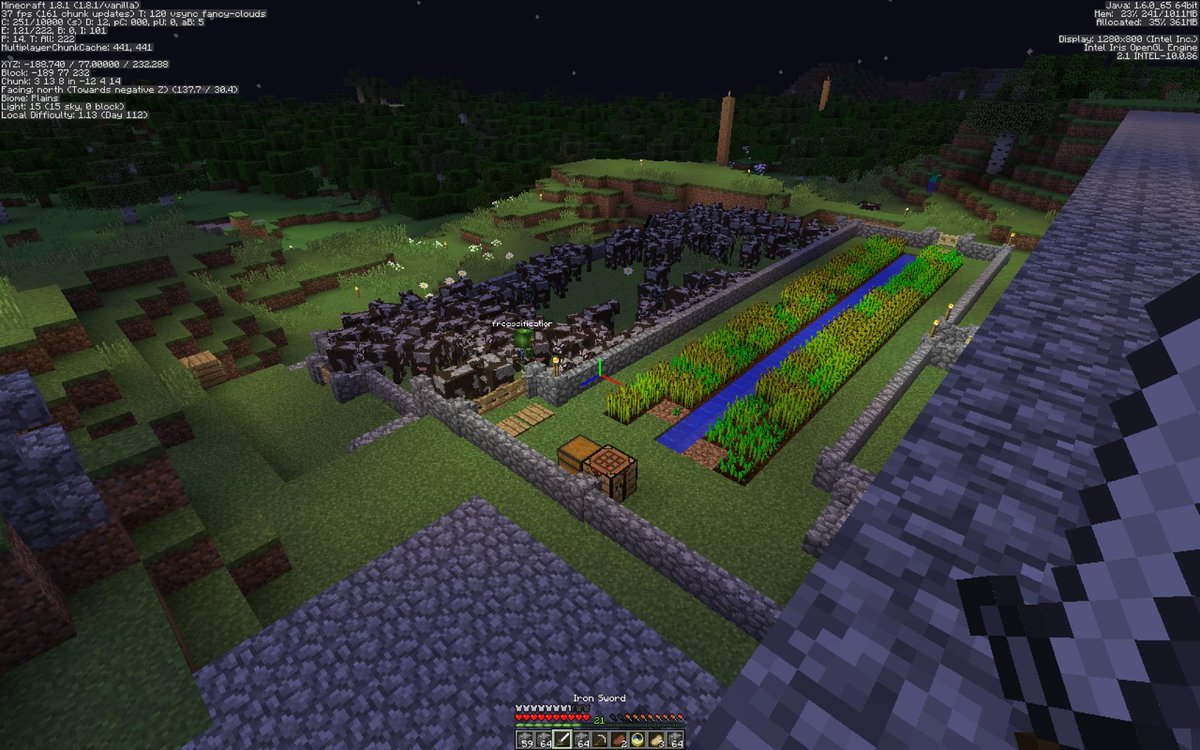 Minecraft 1.8.1 (1.8.1/vanilla)
37 fps (161 chunk updates) T: 120 vsync fancy-clouds
C: 251/10000 (s) D: 12, pC: 000, pU: 0, aB: 5
E: 121/222, B: 0, I: 101
P: 14. T: All: 222
MultiplayerChunkCache: 441, 441
XYZ: -188.740 / 77.00000 / 232.288
Block: -189 77 232
Chunk: 3 13 8 in -12 4 14
Facing: north (Towards negative Z) (137.7 / 30.4)
Biome: Plains
Light: 15 (15 sky, 0 block)
Local Difficulty: 1.13 (Day 112)
Java: 1.6.0_65 64bit
Mem: 23% 241/1011MB
Allocated: 35% 361MB
Display: 1280x800 (Intel Inc.)
Intel Iris OpenGL Engine
2.1 INTEL-10.0.86
Iron Sword
21
59 64 64 2 64